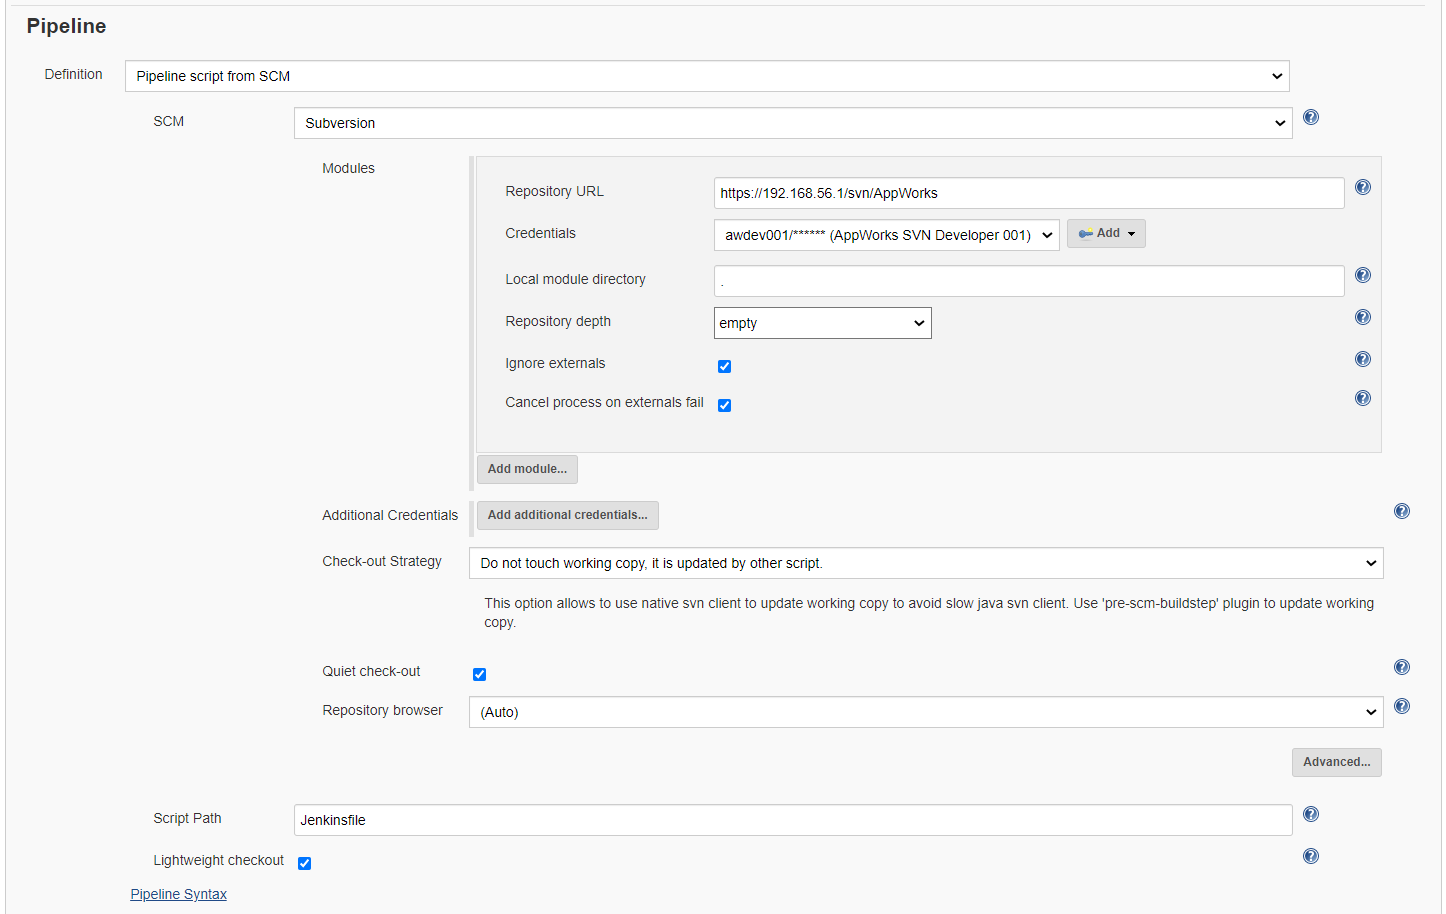 Pipeline
Definition
Pipeline script from SCM
SCM
Subversion
Modules
Repository URL
https://192.168.56.1/svn/AppWorks
Credentials
awdev001/****** (AppWorks SVN Developer 001)
Add
Local module directory
.
Repository depth
empty
Ignore externals
Cancel process on externals fail
Add module...
Additional Credentials
Add additional credentials...
Check-out Strategy
Do not touch working copy, it is updated by other script.
This option allows to use native svn client to update working copy to avoid slow java svn client. Use 'pre-scm-buildstep' plugin to update working
copy.
Quiet check-out
Repository browser
(Auto)
Advanced...
Script Path
Jenkinsfile
Lightweight checkout
Pipeline Syntax